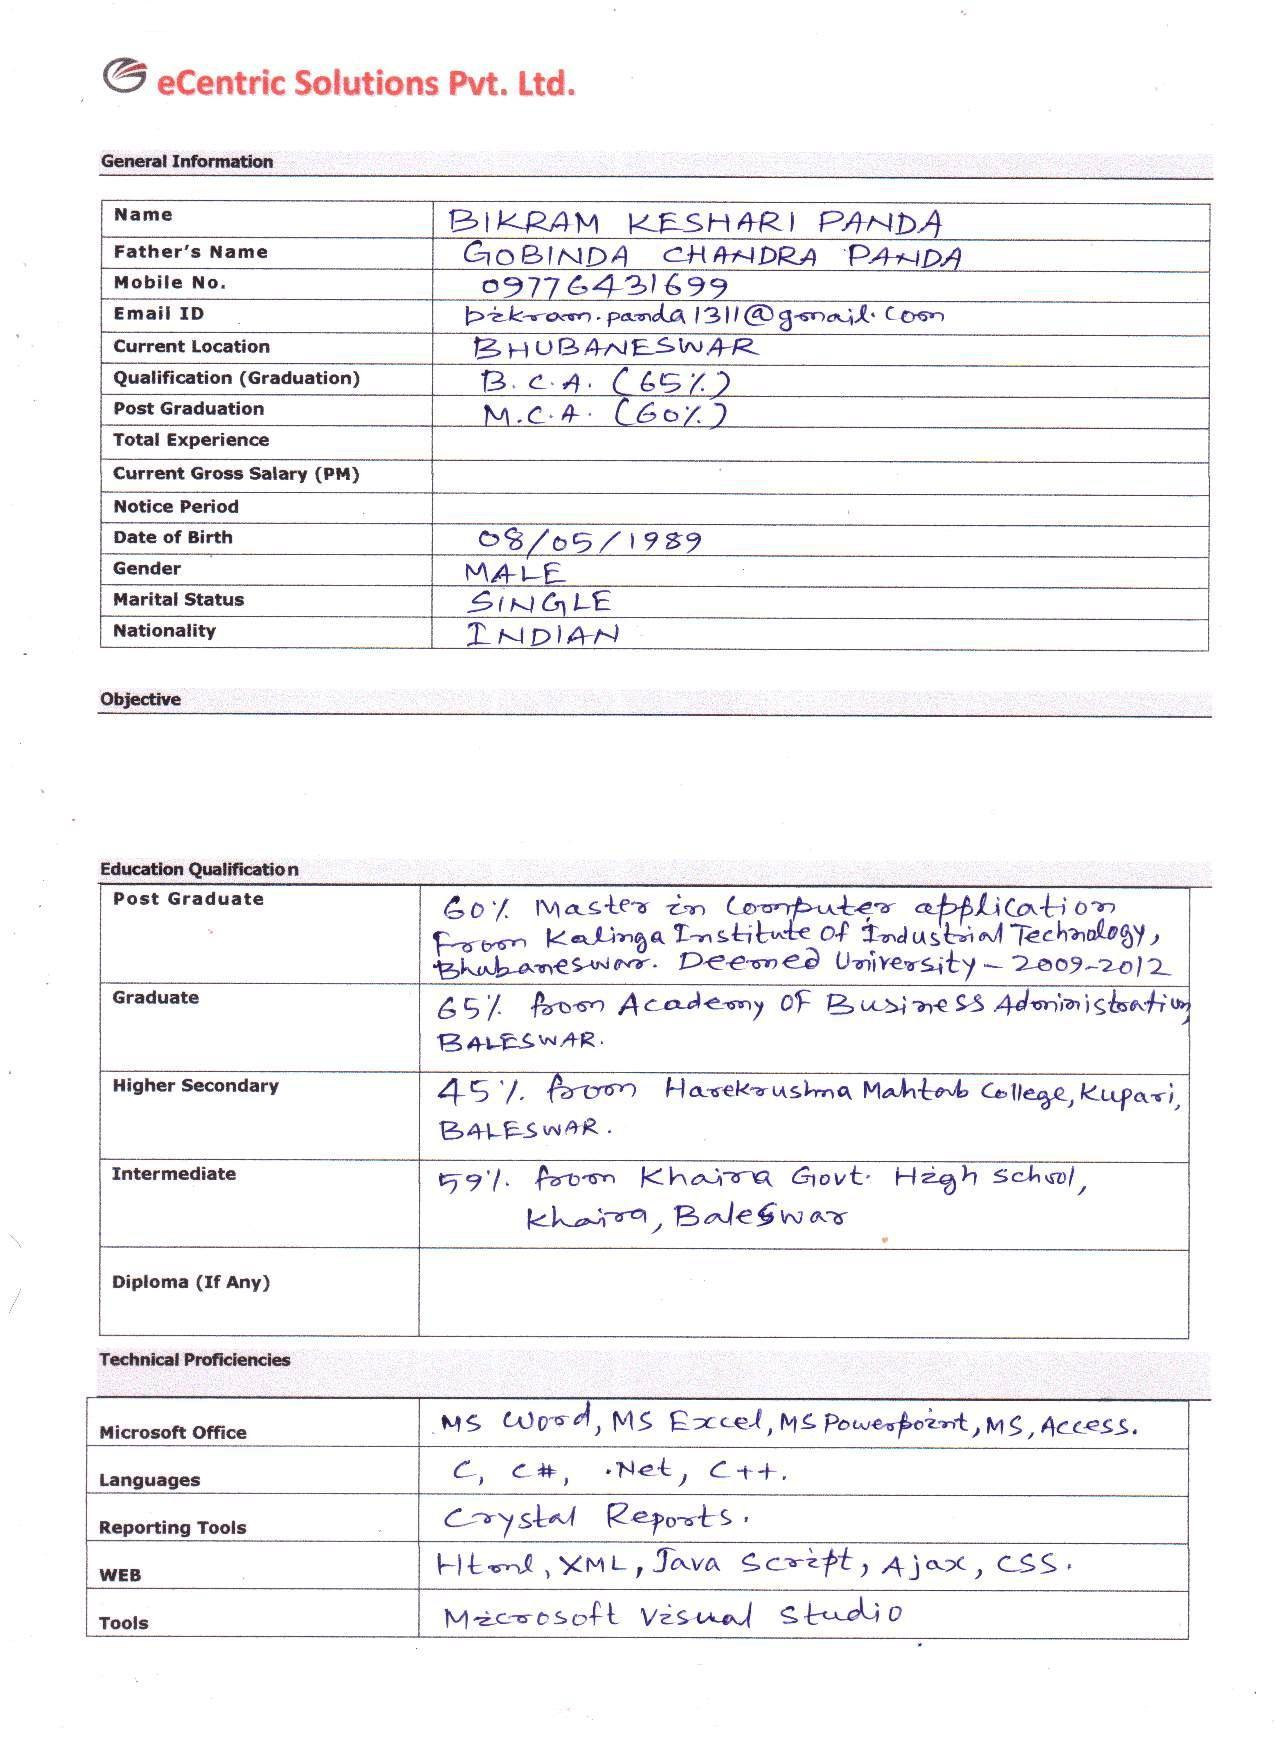 eCentric Solutions Pvt. Ltd.
General Information
Name BIKRAM KESHARI PANDA
Father's Name GOBINDA CHANDRA PANDA
Mobile No. 09776431699
Email ID bikram.panda1311@gmail.com
Current Location BHUBANESWAR
Qualification (Graduation) B.C.A. (65%)
Post Graduation M.C.A. (60%)
Total Experience
Current Gross Salary (PM)
Notice Period
Date of Birth 08/05/1989
Gender MALE
Marital Status SINGLE
Nationality INDIAN
Objective
Education Qualification
Post Graduate 60% Master in Computer application
From Kalinga Institute of Industrial Technology,
Bhubaneswar. Deemed University - 2009-2012
Graduate 65% from Academy OF Business Administration,
BALESWAR.
Higher Secondary 45% from Harekrushna Mahtab College, Kupari,
BALESWAR.
Intermediate 59% from Khaira Govt. High School,
Khaira, Baleswar
Diploma (If Any)
Technical Proficiencies
Microsoft Office MS Word, MS Excel, MS Powerpoint, MS, Access.
Languages C, C#, .Net, C++.
Reporting Tools Crystal Reports.
WEB Html, XML, Java Script, Ajax, CSS.
Tools Microsoft Visual Studio